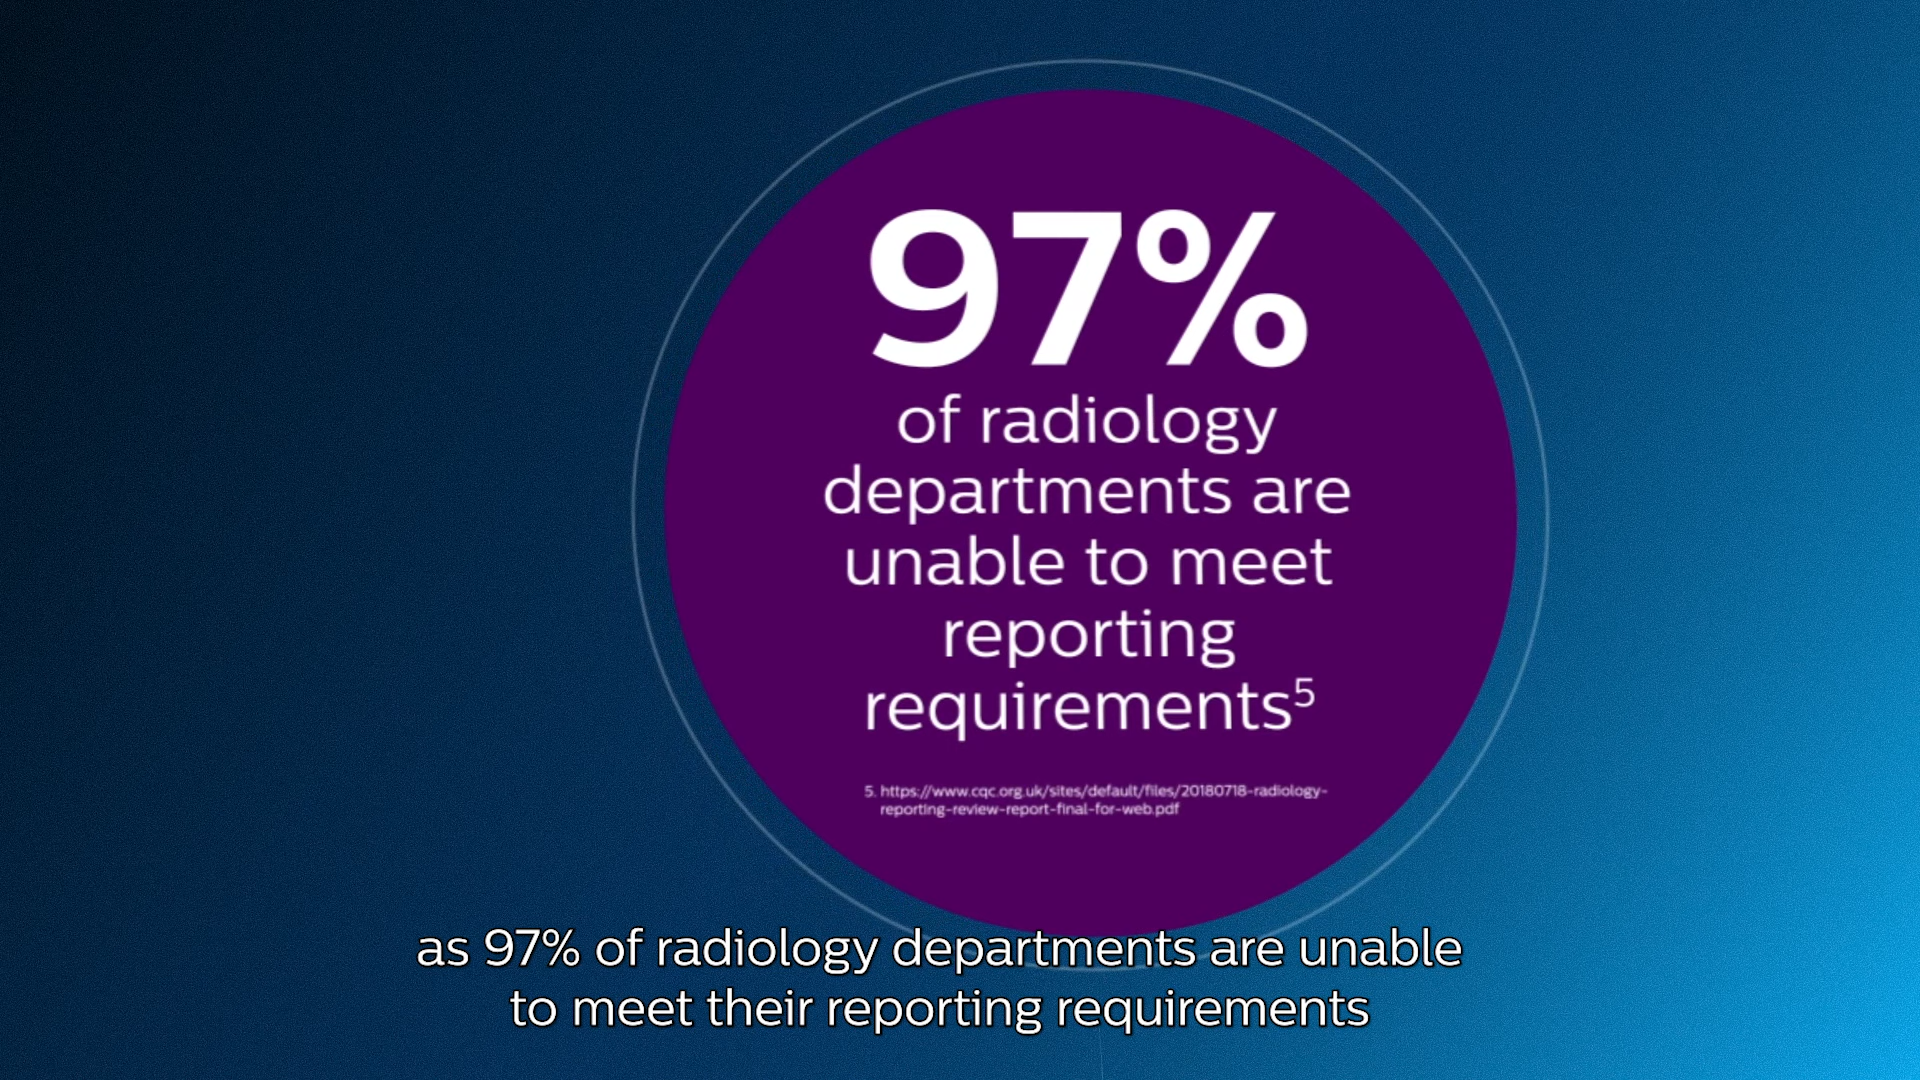 97%
of radiology
departments are
unable to meet
reporting
requirements⁵
5. https://www.cqc.org.uk/sites/default/files/20180718-radiology-
reporting-review-report-final-for-web.pdf
as 97% of radiology departments are unable
to meet their reporting requirements